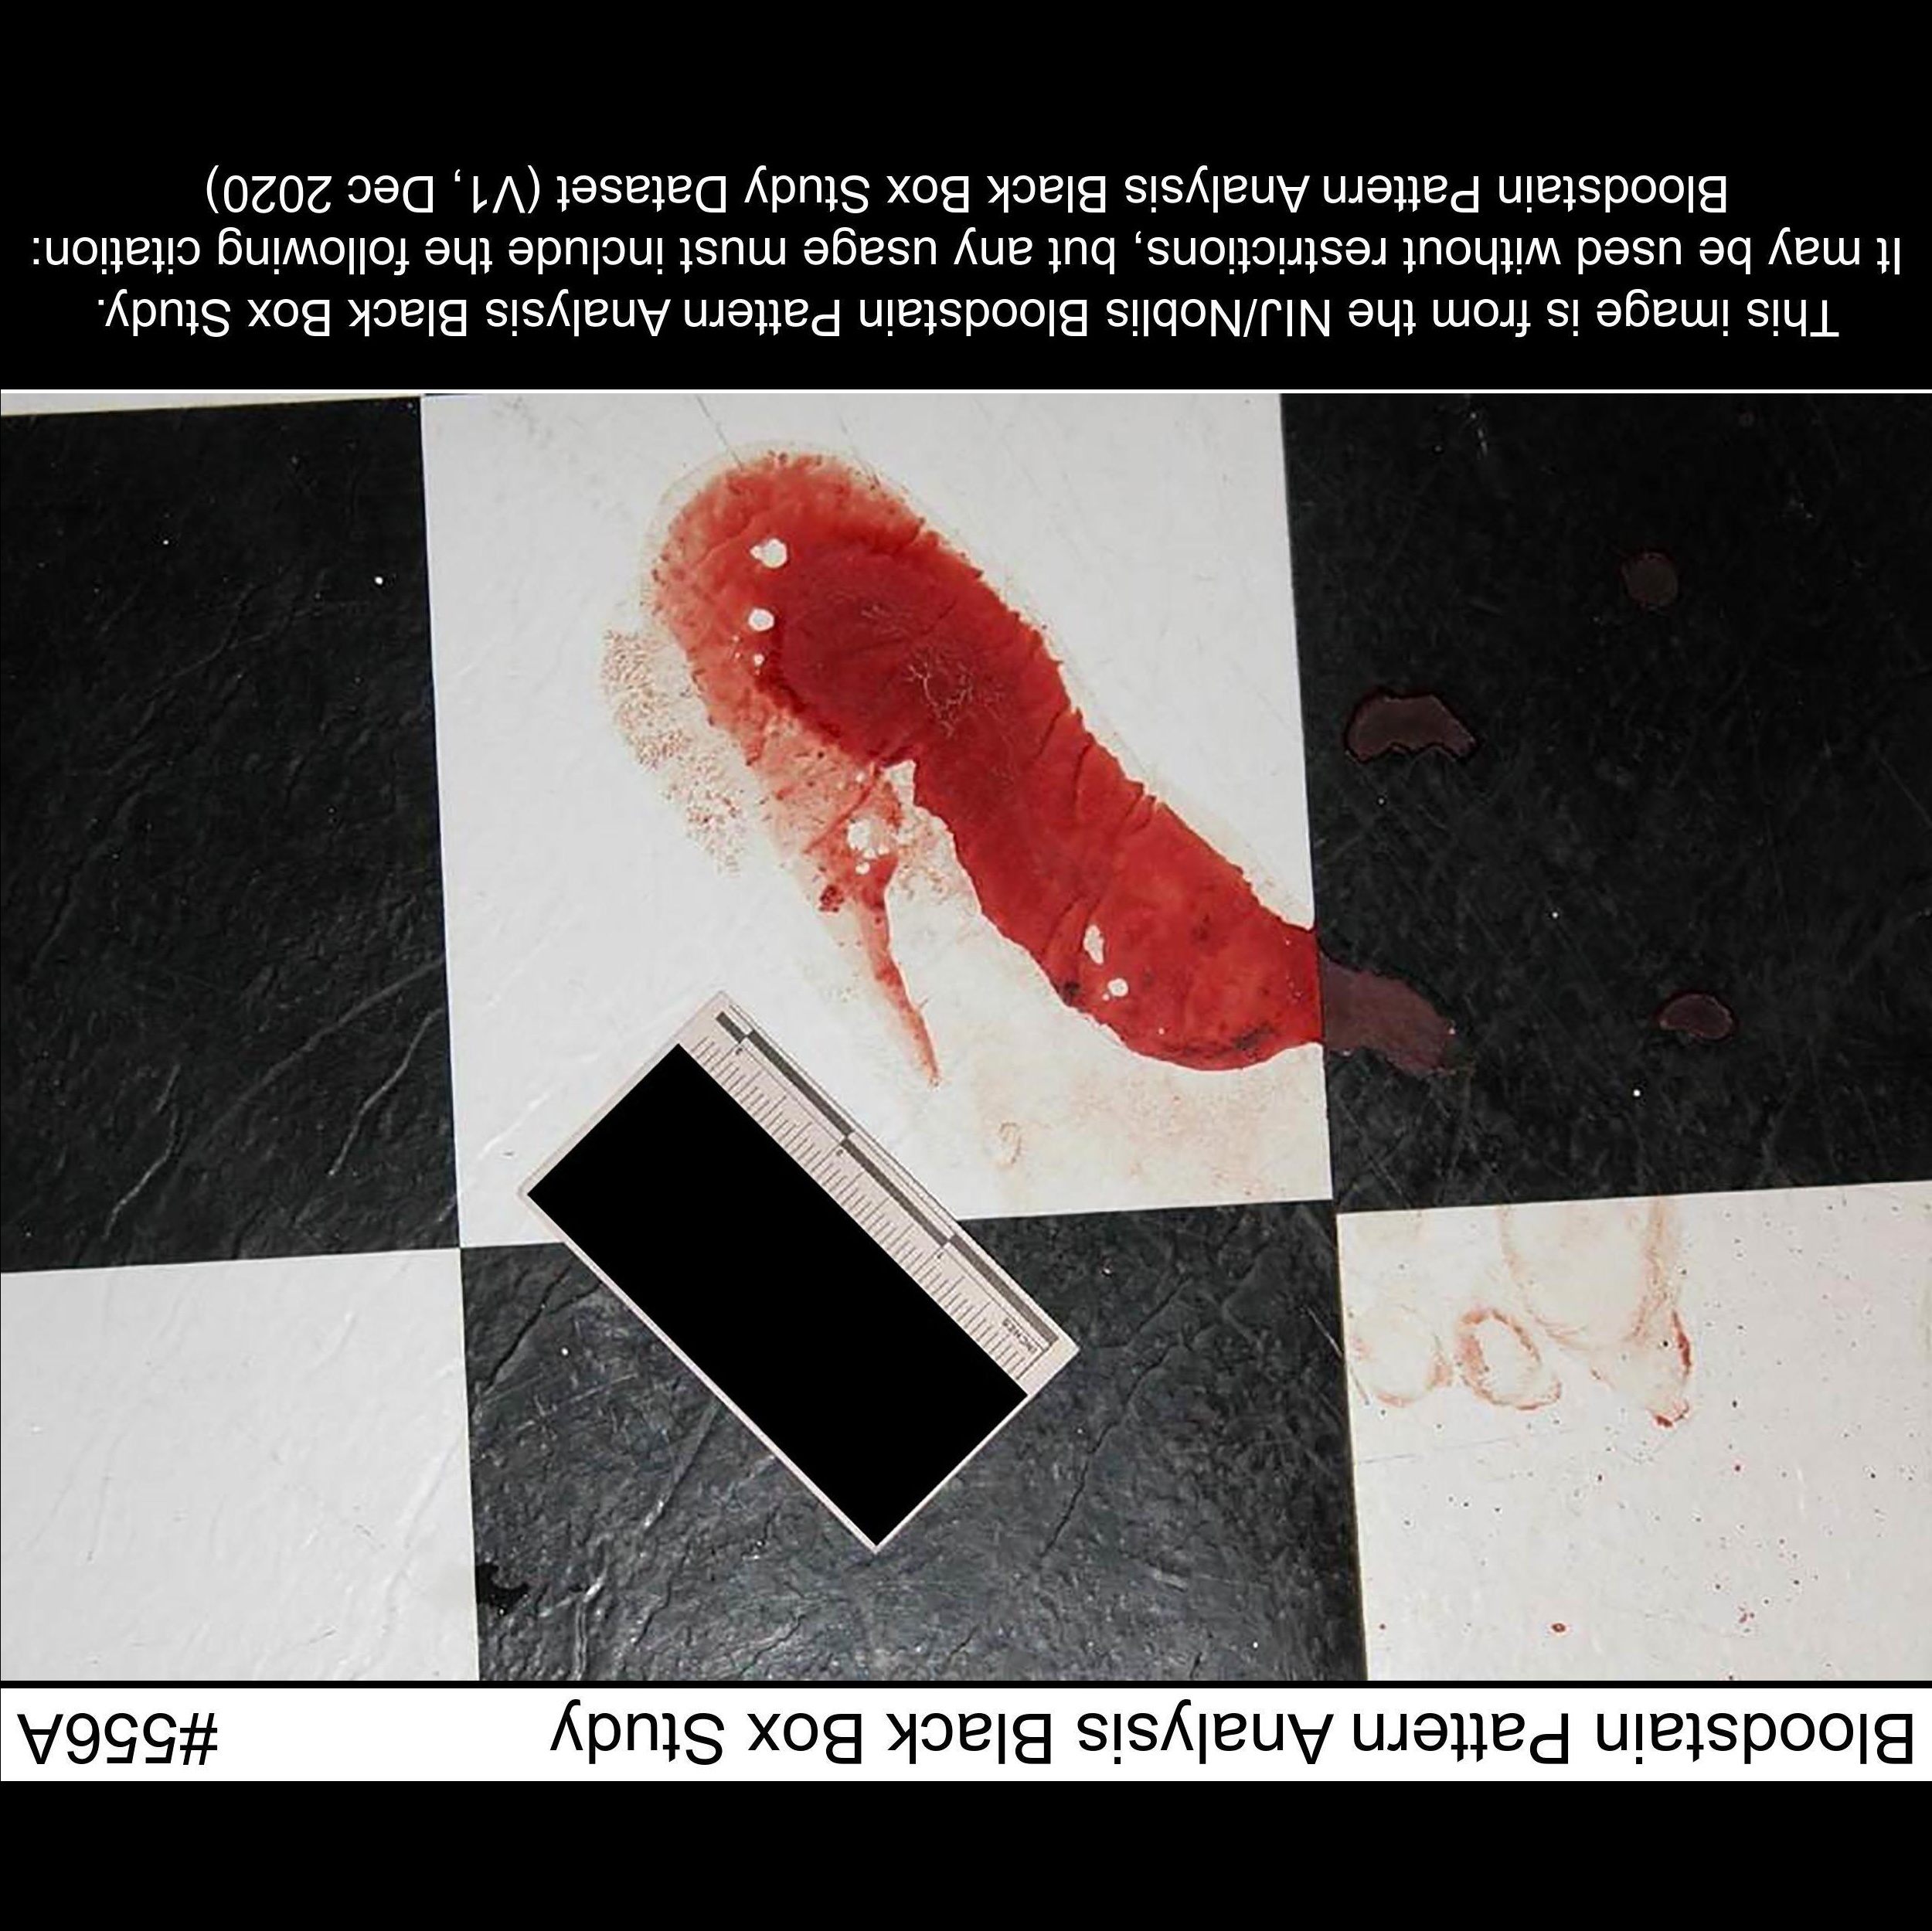 Bloodstain Pattern Analysis Black Box Study #556A
INCHES
This image is from the NIJ/Noblis Bloodstain Pattern Analysis Black Box Study.
It may be used without restrictions, but any usage must include the following citation:
Bloodstain Pattern Analysis Black Box Study Dataset (V1, Dec 2020)